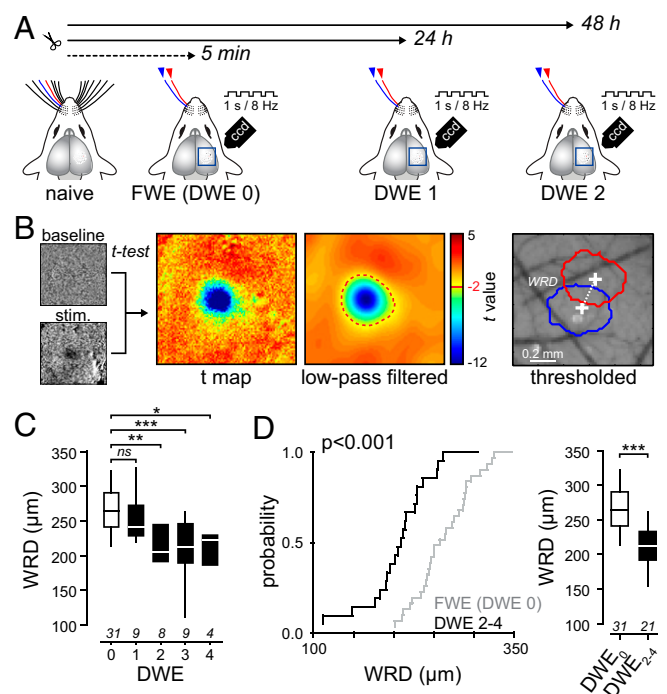 A
48 h
24 h
5 min
1 s / 8 Hz
1 s / 8 Hz
1 s / 8 Hz
ccd
ccd
ccd
naive
FWE (DWE 0)
DWE 1
DWE 2
B
baseline
t-test
stim.
t map
low-pass filtered
5
-2
-12
t value
WRD
0.2 mm
thresholded
C
*
***
**
ns
350
300
250
200
150
100
WRD (µm)
31 9 8 9 4
0 1 2 3 4
DWE
D
p<0.001
1.0
0.5
0.0
probability
FWE (DWE 0)
DWE 2-4
100
350
WRD (µm)
***
350
300
250
200
150
100
WRD (µm)
31 21
DWE0
DWE2-4